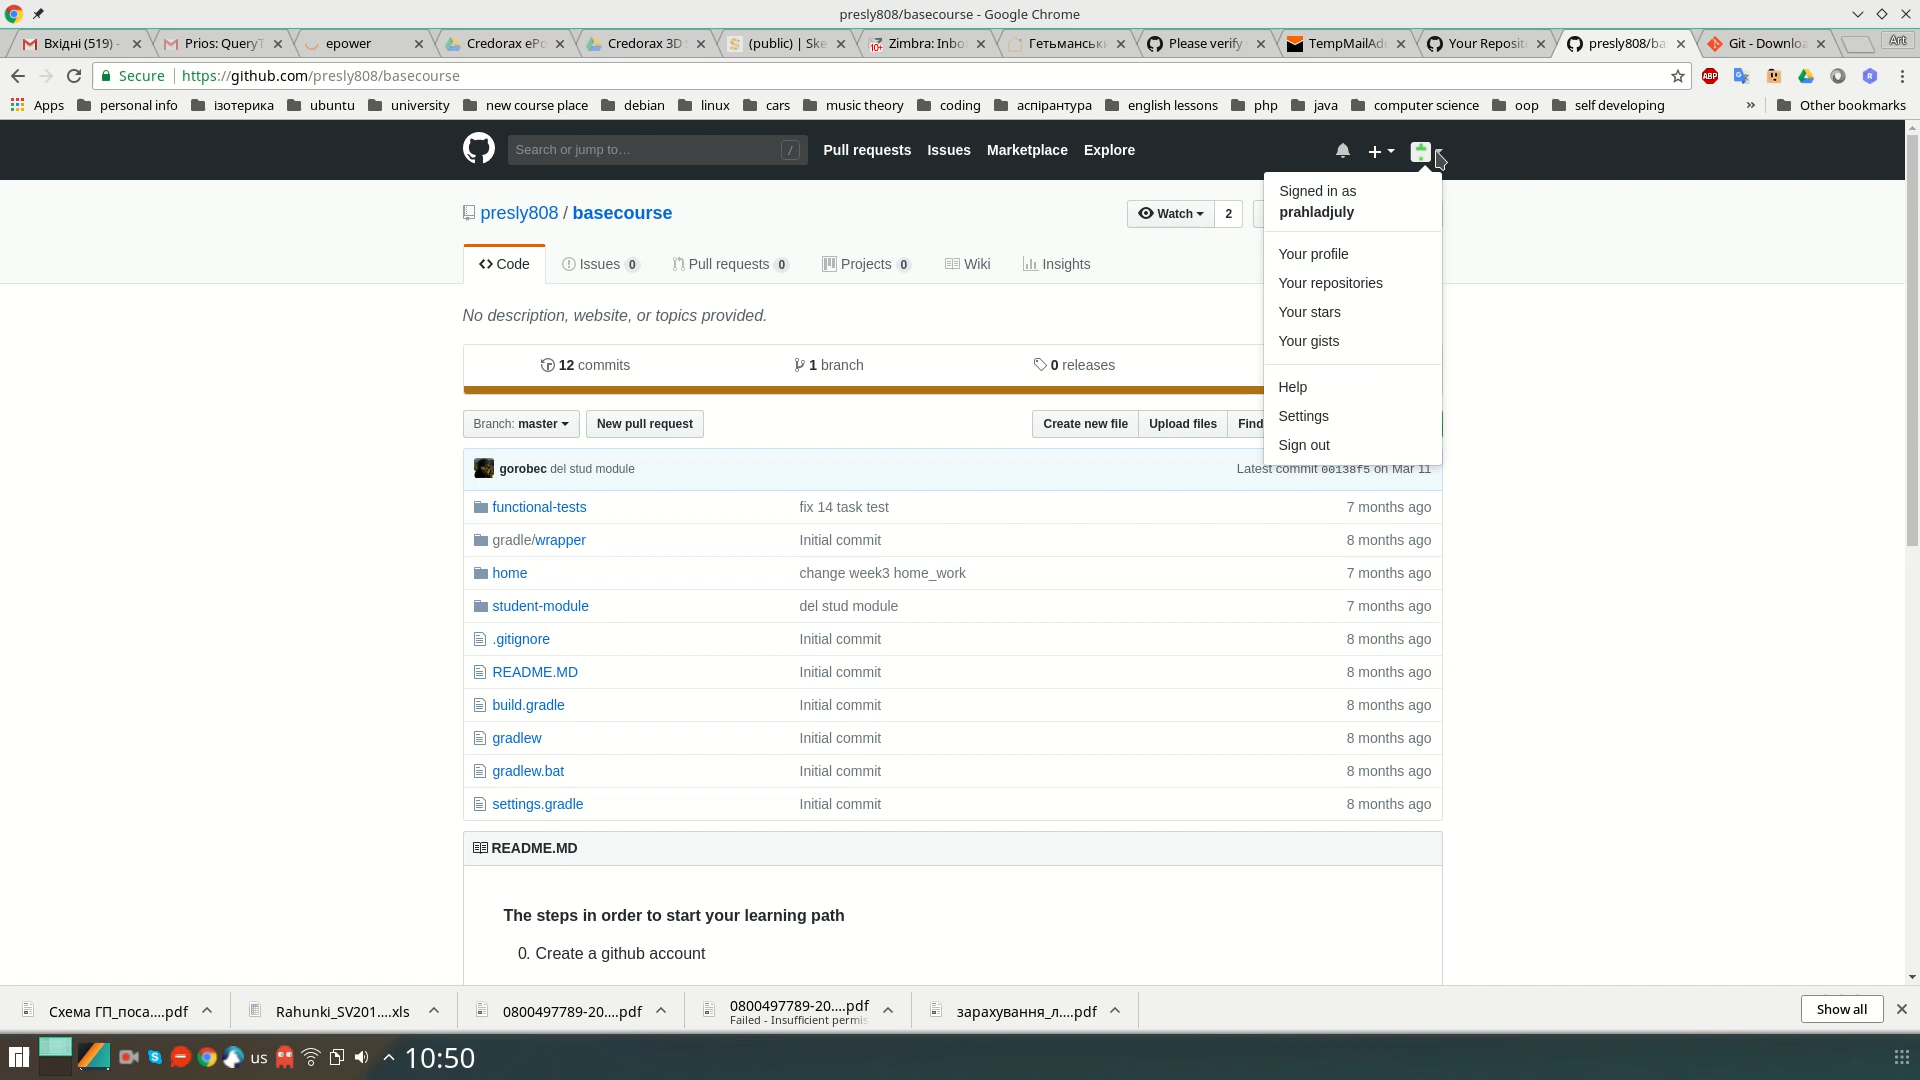 presly808/basecourse - Google Chrome
Вхідні (519) -
Prios: QueryT
epower
Credorax ePo
Credorax 3D
(public) | Ske
Zimbra: Inbo
Гетьманськ
Please verify
TempMailAd
Your Reposit
presly808/ba
Git - Downloa
Art
Secure
https://github.com/presly808/basecourse
ABP
Apps
personal info
ізотерика
ubuntu
university
new course place
debian
linux
cars
music theory
coding
аспірантура
english lessons
php
java
computer science
oop
self developing
»
Other bookmarks
Search or jump to…
/
Pull requests
Issues
Marketplace
Explore
Signed in as
prahladjuly
Your profile
Your repositories
Your stars
Your gists
Help
Settings
Sign out
presly808 / basecourse
Watch
2
Code
Issues 0
Pull requests 0
Projects 0
Wiki
Insights
No description, website, or topics provided.
12 commits
1 branch
0 releases
Branch: master
New pull request
Create new file
Upload files
Find
gorobec del stud module
Latest commit 00138f5 on Mar 11
functional-tests fix 14 task test 7 months ago
gradle/wrapper Initial commit 8 months ago
home change week3 home_work 7 months ago
student-module del stud module 7 months ago
.gitignore Initial commit 8 months ago
README.MD Initial commit 8 months ago
build.gradle Initial commit 8 months ago
gradlew Initial commit 8 months ago
gradlew.bat Initial commit 8 months ago
settings.gradle Initial commit 8 months ago
README.MD
The steps in order to start your learning path
0. Create a github account
Схема ГП_поса....pdf
Rahunki_SV201....xls
0800497789-20....pdf
0800497789-20....pdf
Failed - Insufficient permis
зарахування_л....pdf
Show all
us
10:50